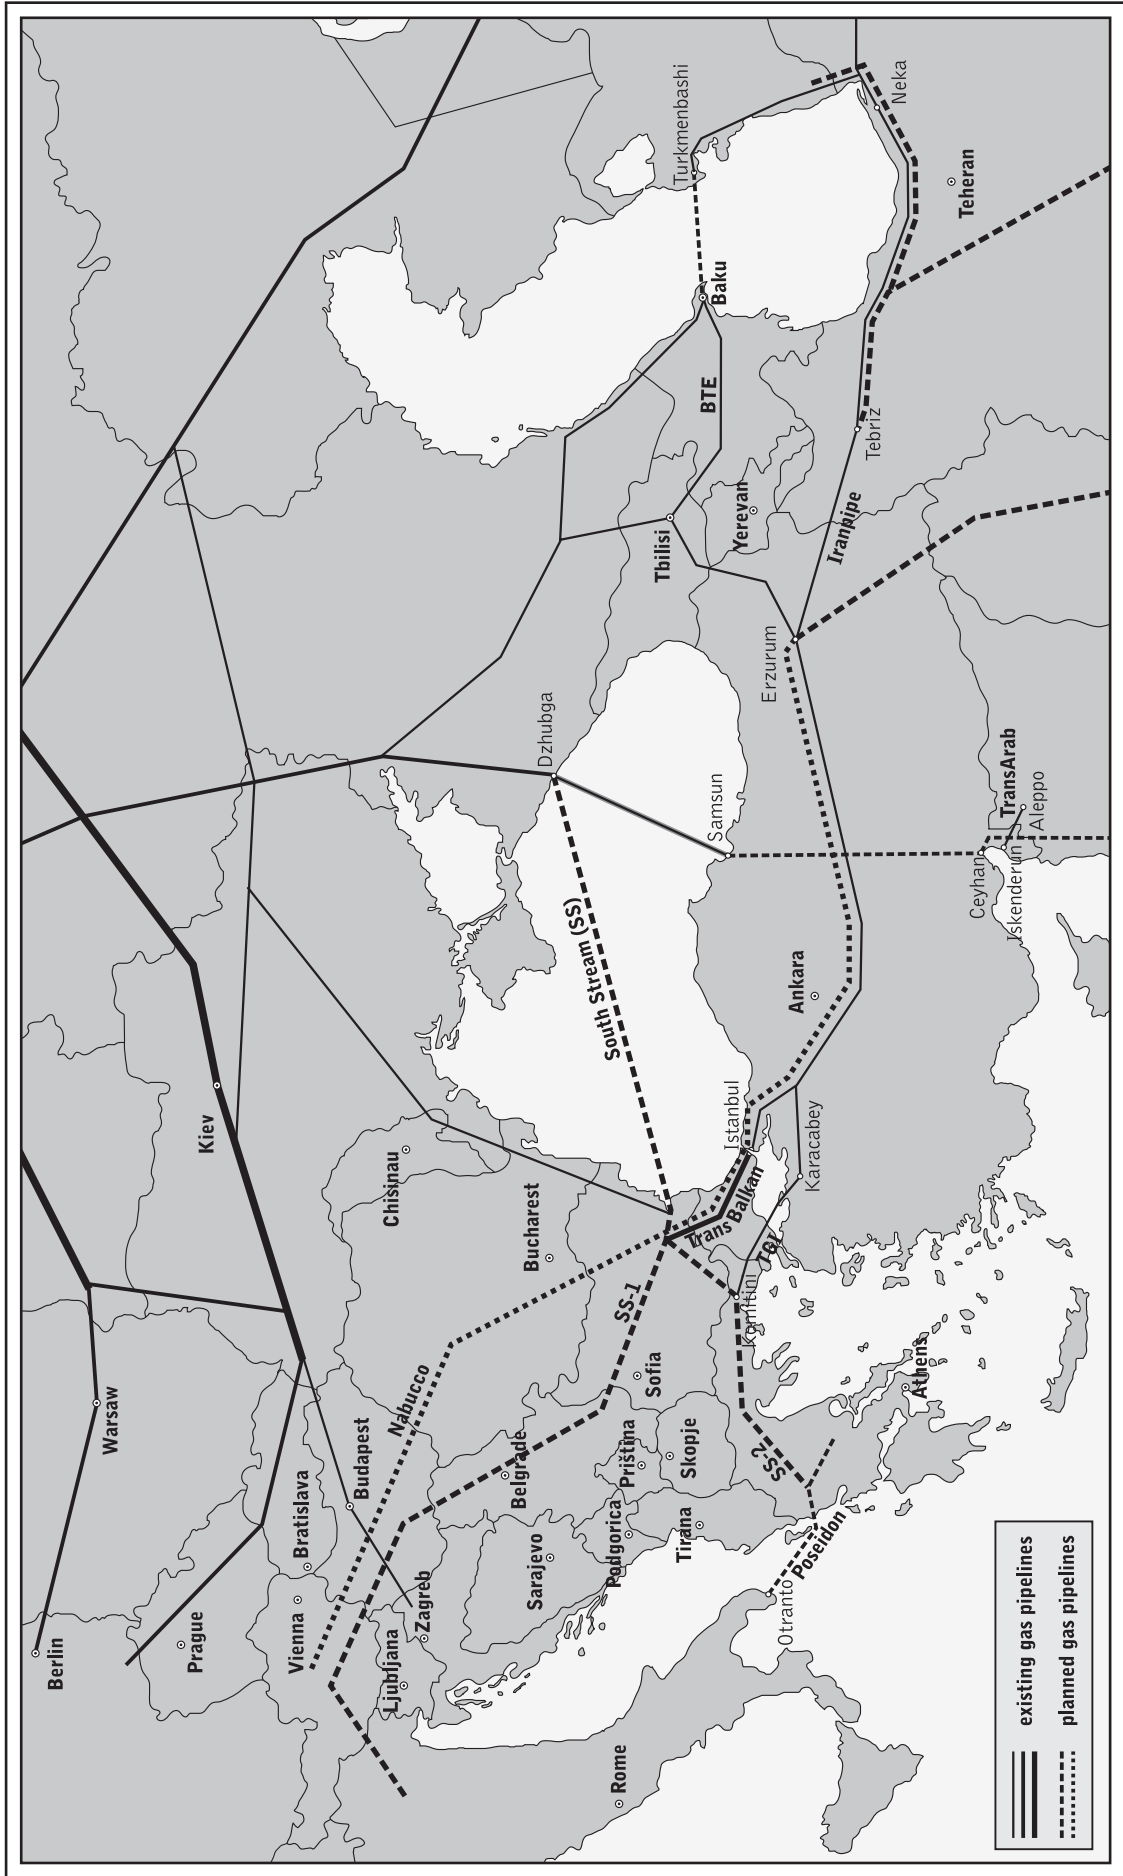 Berlin
Warsaw
Kiev
Prague
Vienna
Bratislava
Budapest
Chisinau
Nabucco
Ljubljana
Zagreb
Belgrade
Bucharest
Dzhubga
South Stream (SS)
Sarajevo
Podgorica
Priština
Sofia
SS-1
Tirana
Skopje
Rome
Trans Balkan
Istanbul
Samsun
Tbilisi
Yerevan
BTE
Baku
Turkmenbashi
Otranto
Poseidon
SS-2
Komitini
TGI
Karacabey
Ankara
Erzurum
Iranpipe
Tebriz
Neka
Teheran
Athens
Ceyhan
Iskenderun
TransArab
Aleppo
existing gas pipelines
planned gas pipelines